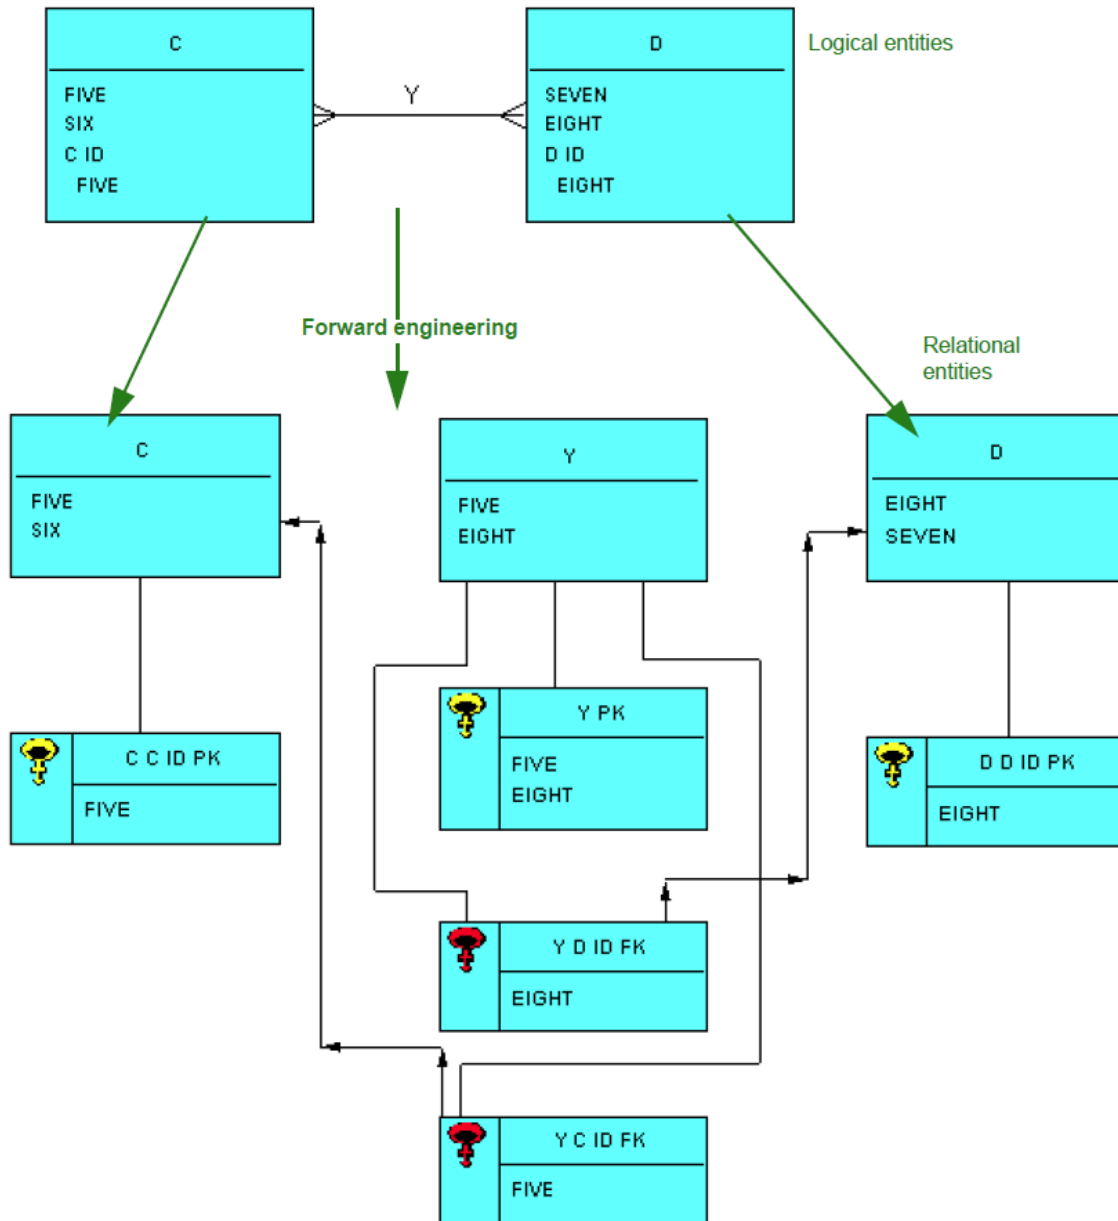 C
FIVE
SIX
C ID
FIVE
Y
D
SEVEN
EIGHT
D ID
EIGHT
Logical entities
Forward engineering
Relational
entities
C
FIVE
SIX
Y
FIVE
EIGHT
D
EIGHT
SEVEN
C C ID PK
FIVE
Y PK
FIVE
EIGHT
D D ID PK
EIGHT
Y D ID FK
EIGHT
Y C ID FK
FIVE